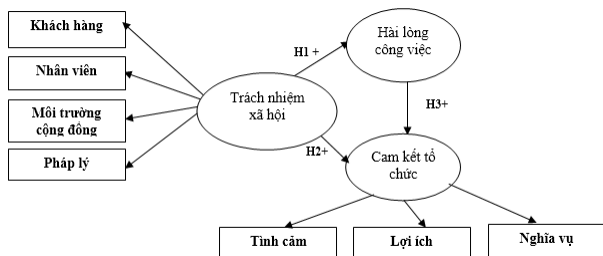 Khách hàng
Nhân viên
Môi trường
cộng đồng
Pháp lý
Trách nhiệm
xã hội
H1 +
Hài lòng
công việc
H3+
H2+
Cam kết tổ
chức
Tình cảm
Lợi ích
Nghĩa vụ